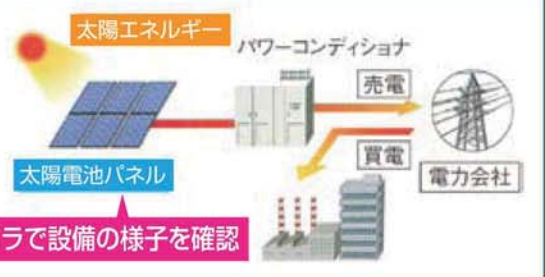 太陽エネルギー
パワーコンディショナ
売電
買電
電力会社
太陽電池パネル
ラで設備の様子を確認